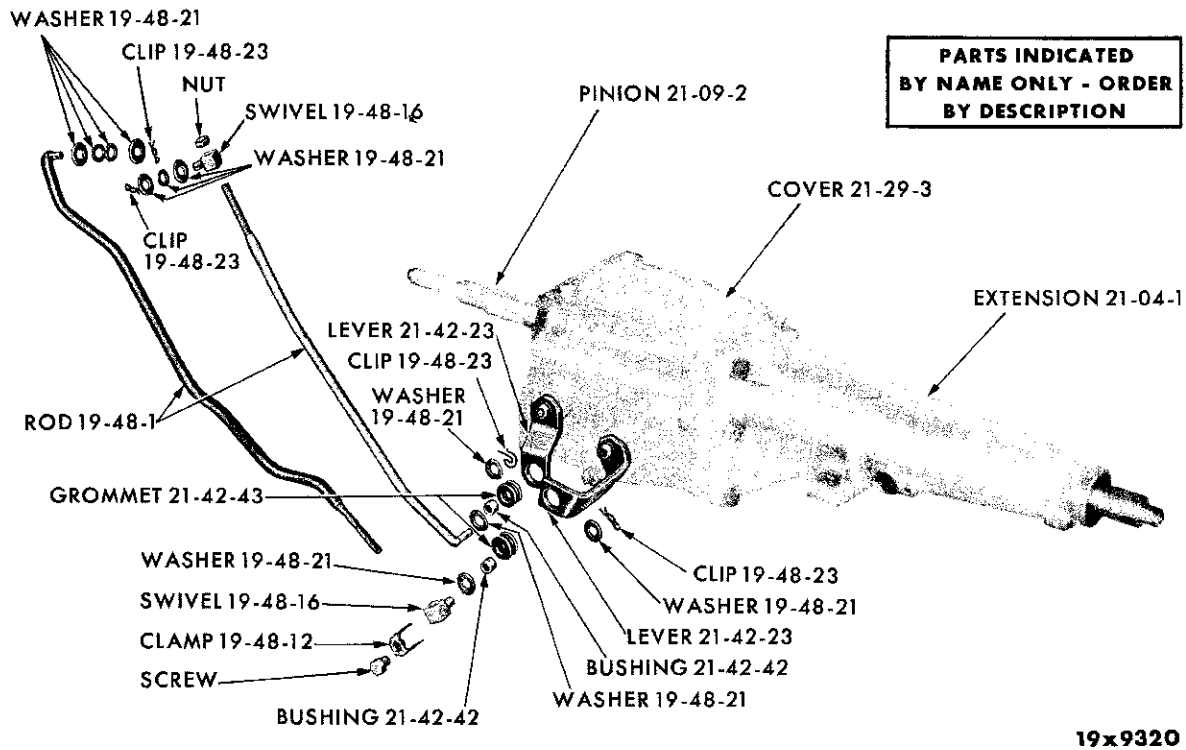 WASHER 19-48-21
CLIP 19-48-23
NUT
SWIVEL 19-48-16
WASHER 19-48-21
PINION 21-09-2
PARTS INDICATED
BY NAME ONLY - ORDER
BY DESCRIPTION
COVER 21-29-3
CLIP
19-48-23
EXTENSION 21-04-1
LEVER 21-42-23
CLIP 19-48-23
WASHER
19-48-21
ROD 19-48-1
GROMMET 21-42-43
WASHER 19-48-21
CLIP 19-48-23
SWIVEL 19-48-16
WASHER 19-48-21
CLAMP 19-48-12
LEVER 21-42-23
SCREW
BUSHING 21-42-42
WASHER 19-48-21
BUSHING 21-42-42
19x9320